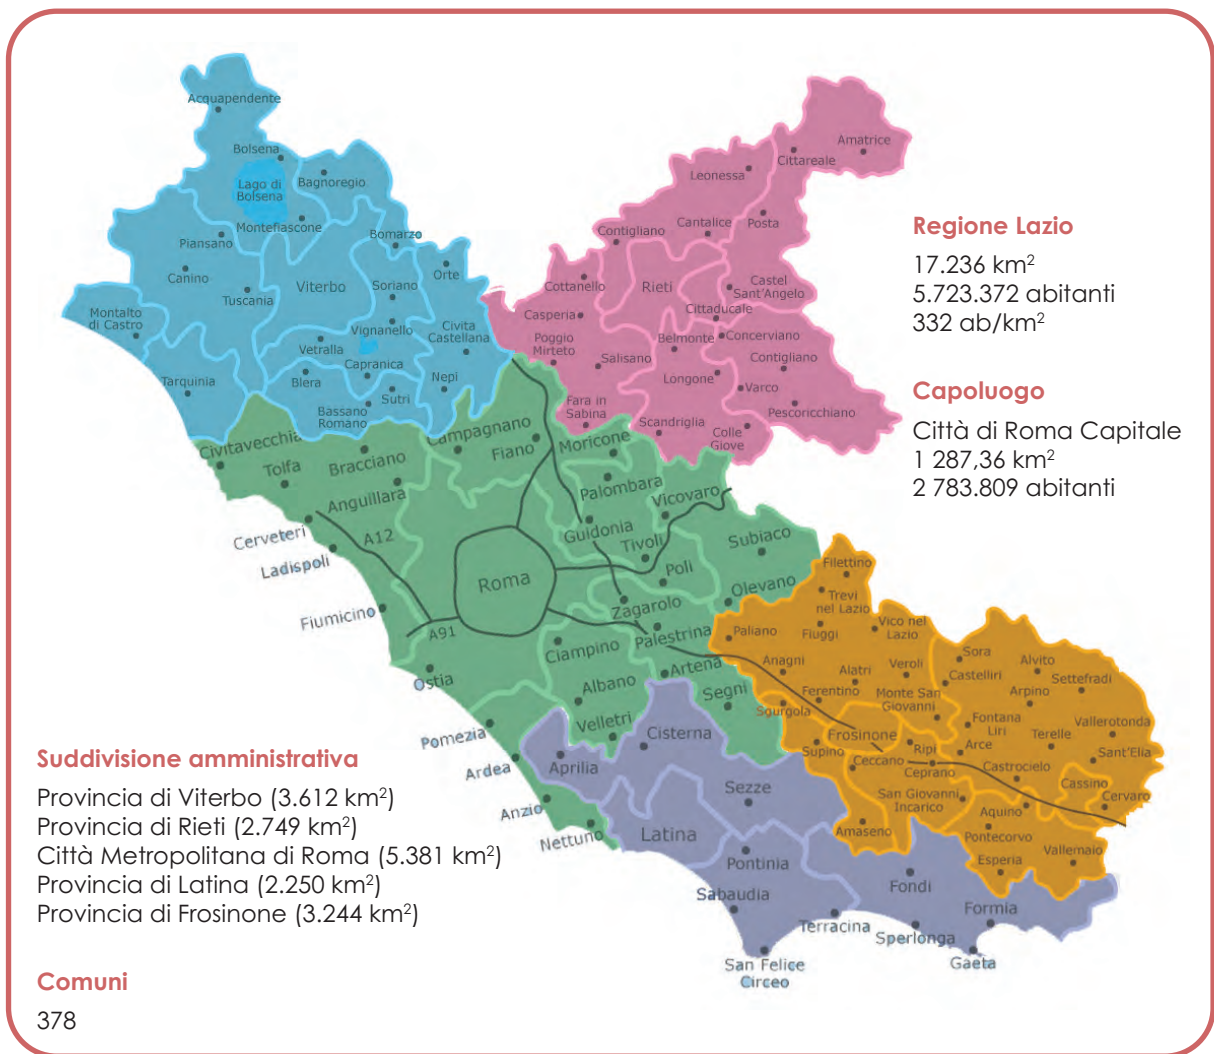 Acquapendente
Bolsena
Lago di
Bolsena
Bagnoregio
Montefiascone
Piansano
Bomarzo
Canino
Orte
Tuscania
Viterbo
Soriano
Montalto
di Castro
Vignanello
Civita
Castellana
Vetralla
Capranica
Tarquinia
Blera
Nepi
Sutri
Bassano
Romano
Amatrice
Cittareale
Leonessa
Cantalice
Posta
Contigliano
Cottanello
Rieti
Castel
Sant'Angelo
Casperia
Cittaducale
Poggio
Mirteto
Belmonte
Concerviano
Salisano
Contigliano
Longone
Varco
Fara in
Sabina
Pescoricchiano
Scandriglia
Colle
Giove
Regione Lazio
17.236 km²
5.723.372 abitanti
332 ab/km²
Capoluogo
Città di Roma Capitale
1 287,36 km²
2 783.809 abitanti
Civitavecchia
Tolfa
Bracciano
Campagnano
Fiano
Moricone
Anguillara
Palombara
Vicovaro
Cerveteri
A12
Guidonia
Tivoli
Subiaco
Ladispoli
Roma
Poli
Olevano
Fiumicino
Zagarolo
A91
Ciampino
Palestrina
Artena
Ostia
Albano
Segni
Velletri
Pomezia
Ardea
Anzio
Nettuno
Filettino
Trevi
nel Lazio
Vico nel
Lazio
Paliano
Fiuggi
Sora
Anagni
Alatri
Veroli
Castelliri
Alvito
Settefradi
Ferentino
Monte San
Giovanni
Arpino
Sgurgola
Fontana
Liri
Vallerotonda
Frosinone
Terelle
Supino
Ripi
Arce
Sant'Elia
Ceccano
Ceprano
Castrocielo
Cassino
San Giovanni
Incarico
Cervaro
Aquino
Amaseno
Pontecorvo
Vallemaio
Esperia
Cisterna
Aprilia
Sezze
Latina
Pontinia
Sabaudia
Fondi
Formia
Terracina
Sperlonga
Gaeta
San Felice
Circeo
Suddivisione amministrativa
Provincia di Viterbo (3.612 km²)
Provincia di Rieti (2.749 km²)
Città Metropolitana di Roma (5.381 km²)
Provincia di Latina (2.250 km²)
Provincia di Frosinone (3.244 km²)
Comuni
378